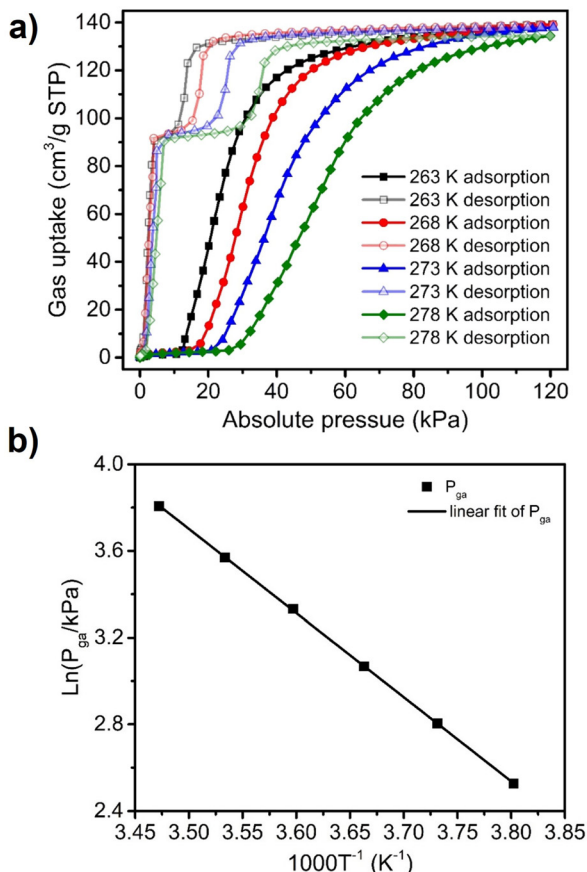 a)
140
120
100
80
60
40
20
0
Gas uptake (cm³/g STP)
263 K adsorption
263 K desorption
268 K adsorption
268 K desorption
273 K adsorption
273 K desorption
278 K adsorption
278 K desorption
0 20 40 60 80 100 120
Absolute pressue (kPa)
b)
4.0
3.6
3.2
2.8
2.4
Ln(P_ga/kPa)
P_ga
linear fit of P_ga
3.45 3.50 3.55 3.60 3.65 3.70 3.75 3.80 3.85
1000T⁻¹ (K⁻¹)